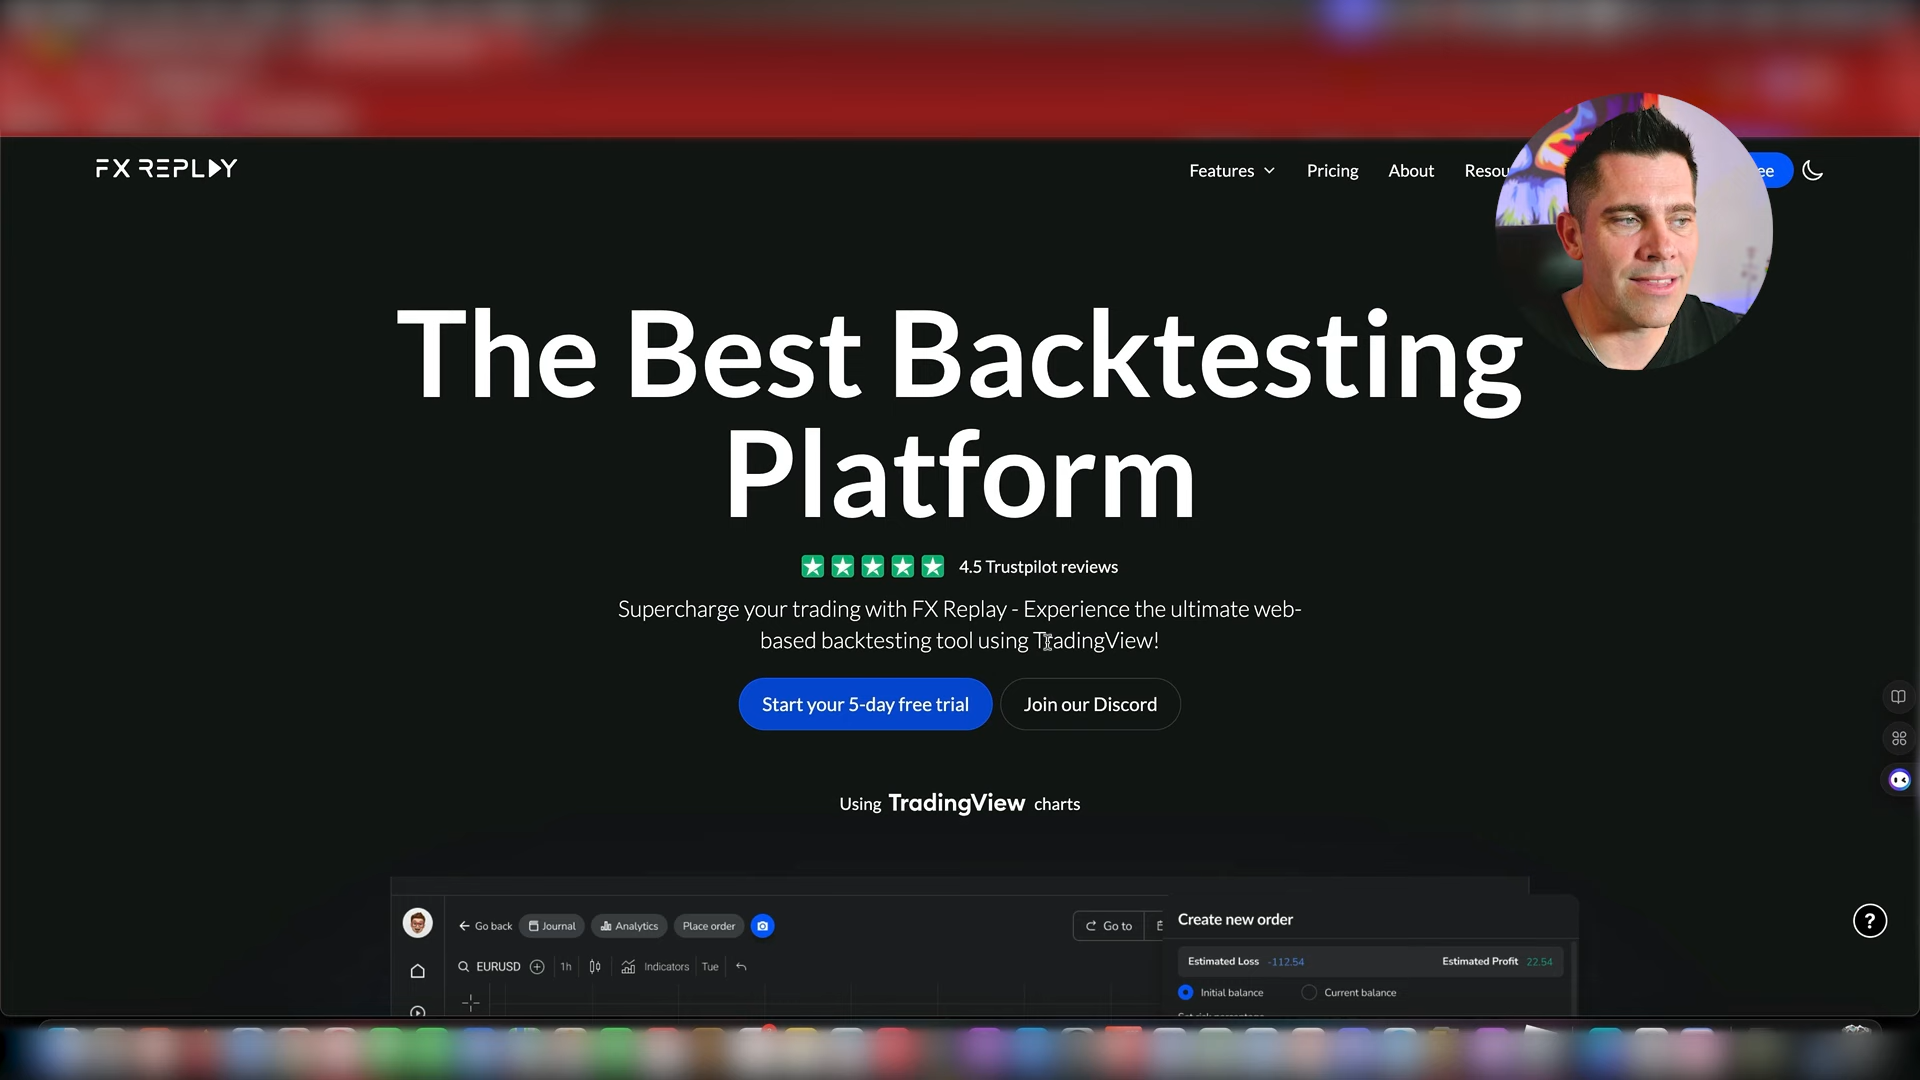 FX REPLAY
Features
Pricing
About
Resou
ee
The Best Backtesting
Platform
4.5 Trustpilot reviews
Supercharge your trading with FX Replay - Experience the ultimate web-
based backtesting tool using TradingView!
Start your 5-day free trial
Join our Discord
Using TradingView charts
Go back
Journal
Analytics
Place order
Go to
Create new order
EURUSD
1h
Indicators
Tue
Estimated Loss -112.54
Estimated Profit 22.54
Initial balance
Current balance
?